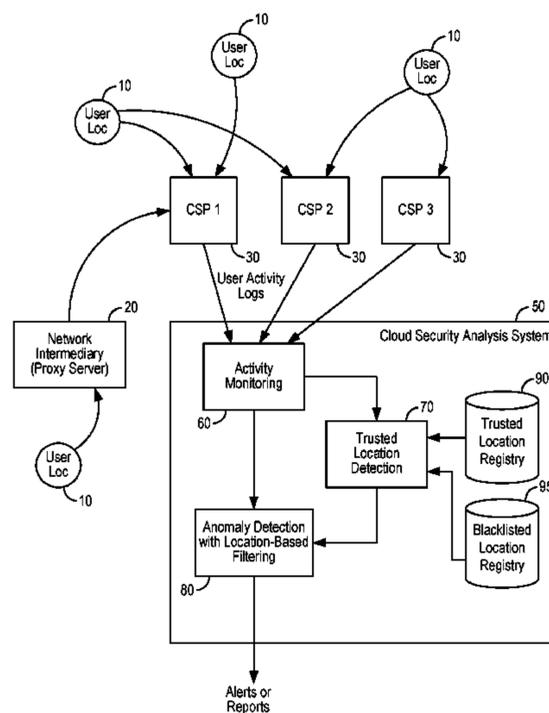 10
User
Loc
10
User
Loc
10
User
Loc
CSP 1
CSP 2
CSP 3
30
30
30
User Activity
Logs
20
Network
Intermediary
(Proxy Server)
User
Loc
10
50
Cloud Security Analysis System
Activity
Monitoring
60
70
Trusted
Location
Detection
90
Trusted
Location
Registry
95
Blacklisted
Location
Registry
Anomaly Detection
with Location-Based
Filtering
80
Alerts or
Reports